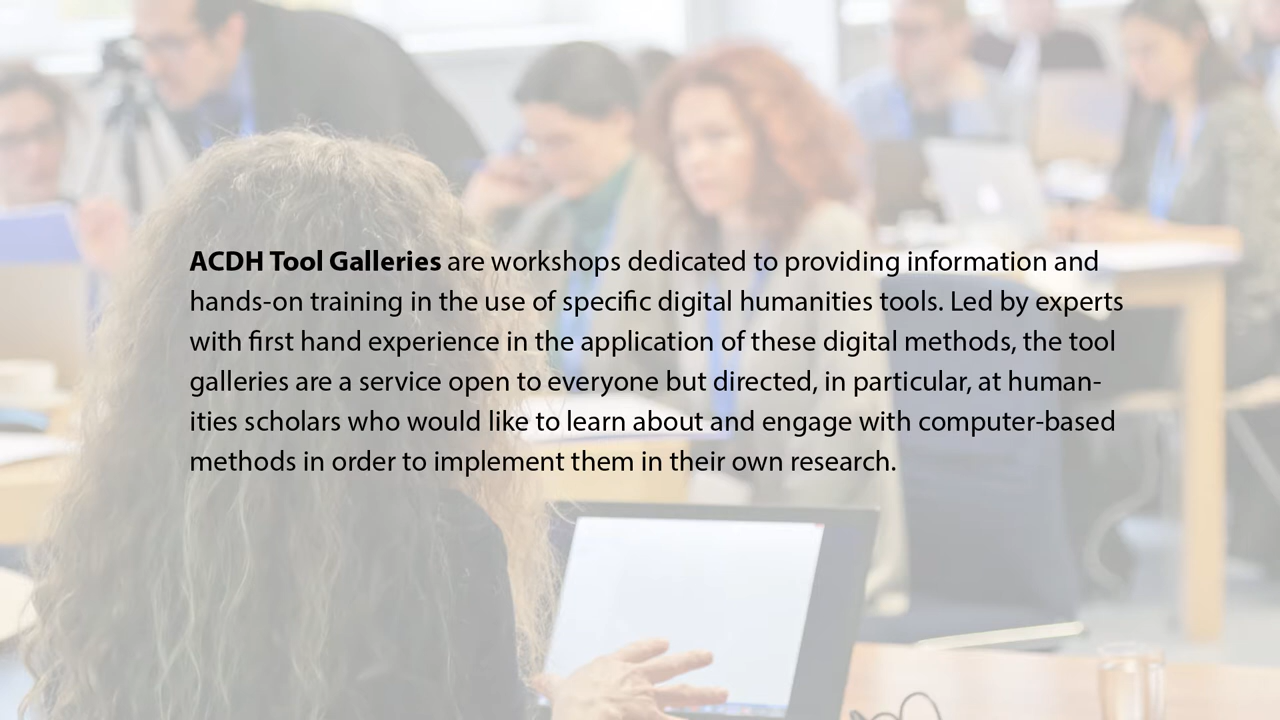 ACDH Tool Galleries are workshops dedicated to providing information and
hands-on training in the use of specific digital humanities tools. Led by experts
with first hand experience in the application of these digital methods, the tool
galleries are a service open to everyone but directed, in particular, at human-
ities scholars who would like to learn about and engage with computer-based
methods in order to implement them in their own research.